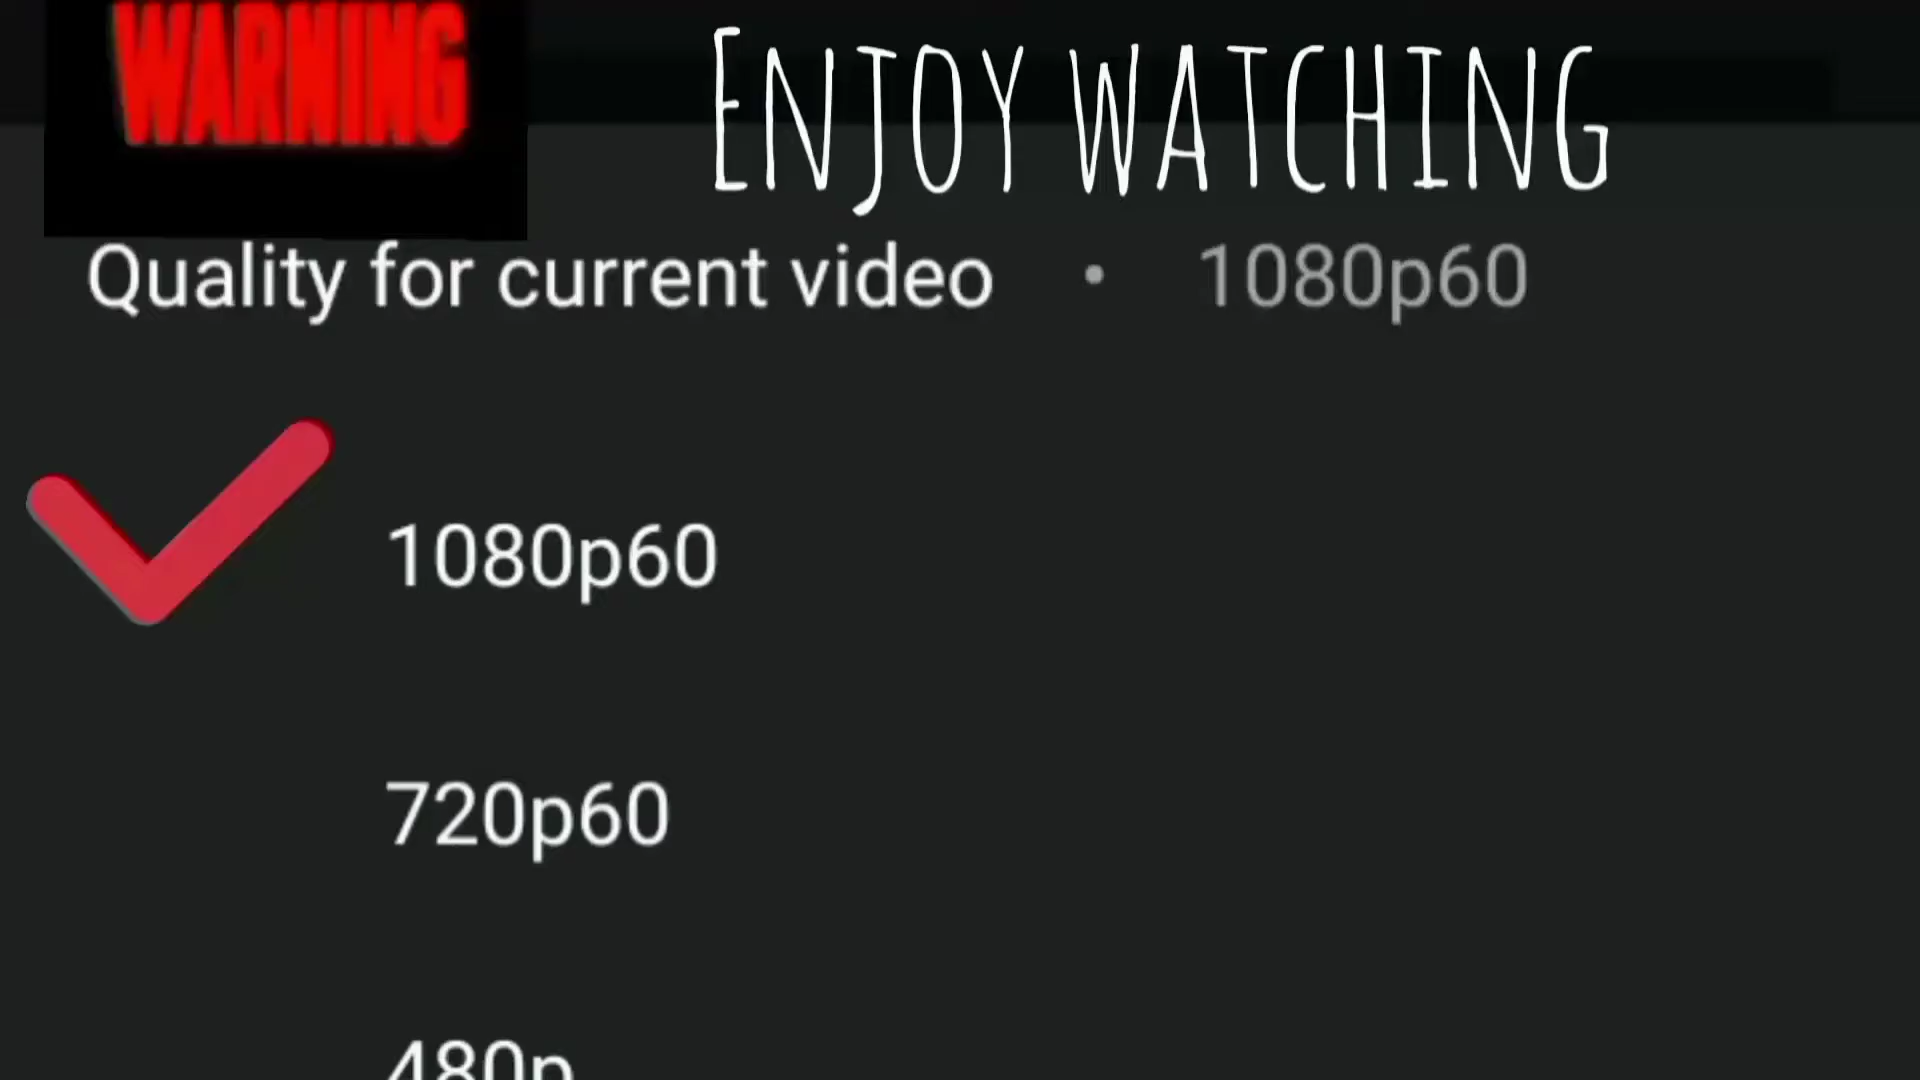 WARNING
ENJOY WATCHING
Quality for current video • 1080p60
1080p60
720p60
480p